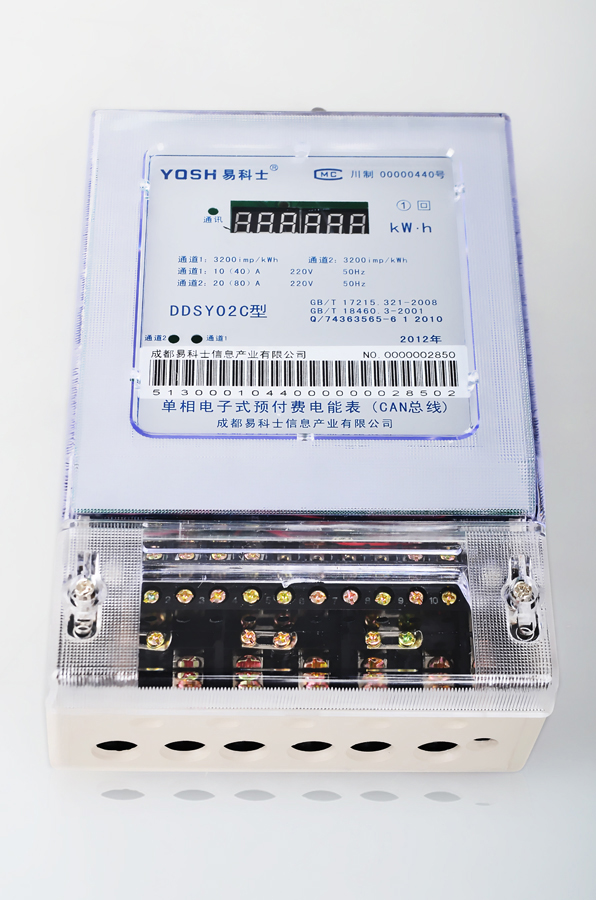 YOSH 易科士® CMC 川制 00000440号
通讯
① 回
kW·h
通道1: 3200imp/kWh 通道2: 3200imp/kWh
通道1: 10(40)A 220V 50Hz
通道2: 20(80)A 220V 50Hz
DDSY02C型
GB/T 17215.321-2008
GB/T 18460.3-2001
Q/74363565-6 1 2010
通道2 通道1
2012年
成都易科士信息产业有限公司 NO.0000002850
5130001044000000028502
单相电子式预付费电能表 (CAN总线)
成都易科士信息产业有限公司
9 10